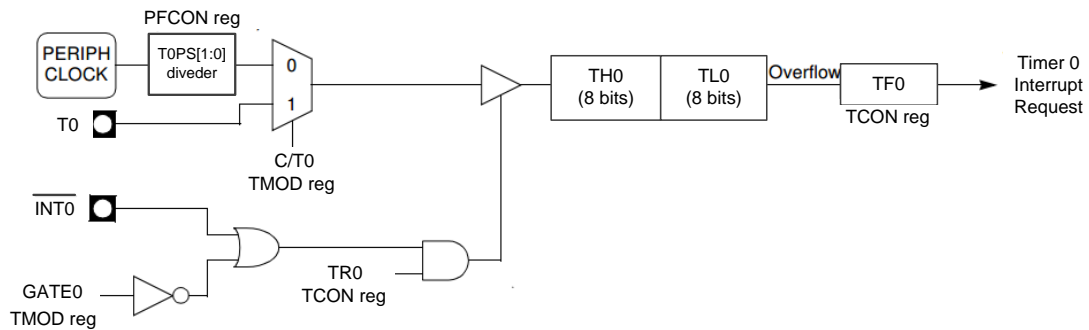 PFCON reg
PERIPH
CLOCK
T0PS[1:0]
diveder
0
1
T0
C/T0
TMOD reg
TH0
(8 bits)
TL0
(8 bits)
Overflow
TF0
TCON reg
Timer 0
Interrupt
Request
INT0
GATE0
TMOD reg
TR0
TCON reg